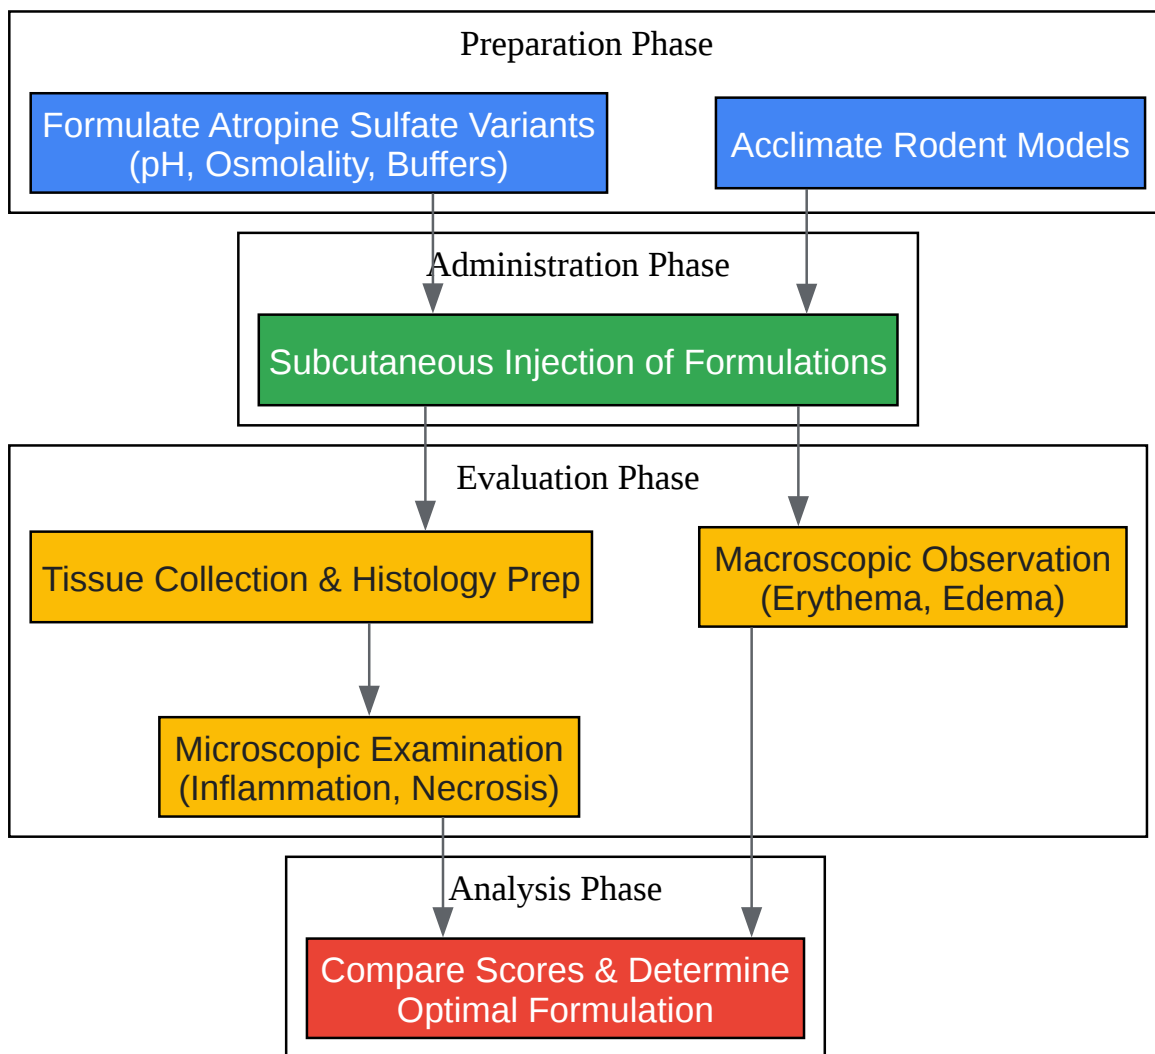 Preparation Phase
Formulate Atropine Sulfate Variants
(pH, Osmolality, Buffers)
Acclimate Rodent Models
Administration Phase
Subcutaneous Injection of Formulations
Evaluation Phase
Tissue Collection & Histology Prep
Macroscopic Observation
(Erythema, Edema)
Microscopic Examination
(Inflammation, Necrosis)
Analysis Phase
Compare Scores & Determine
Optimal Formulation